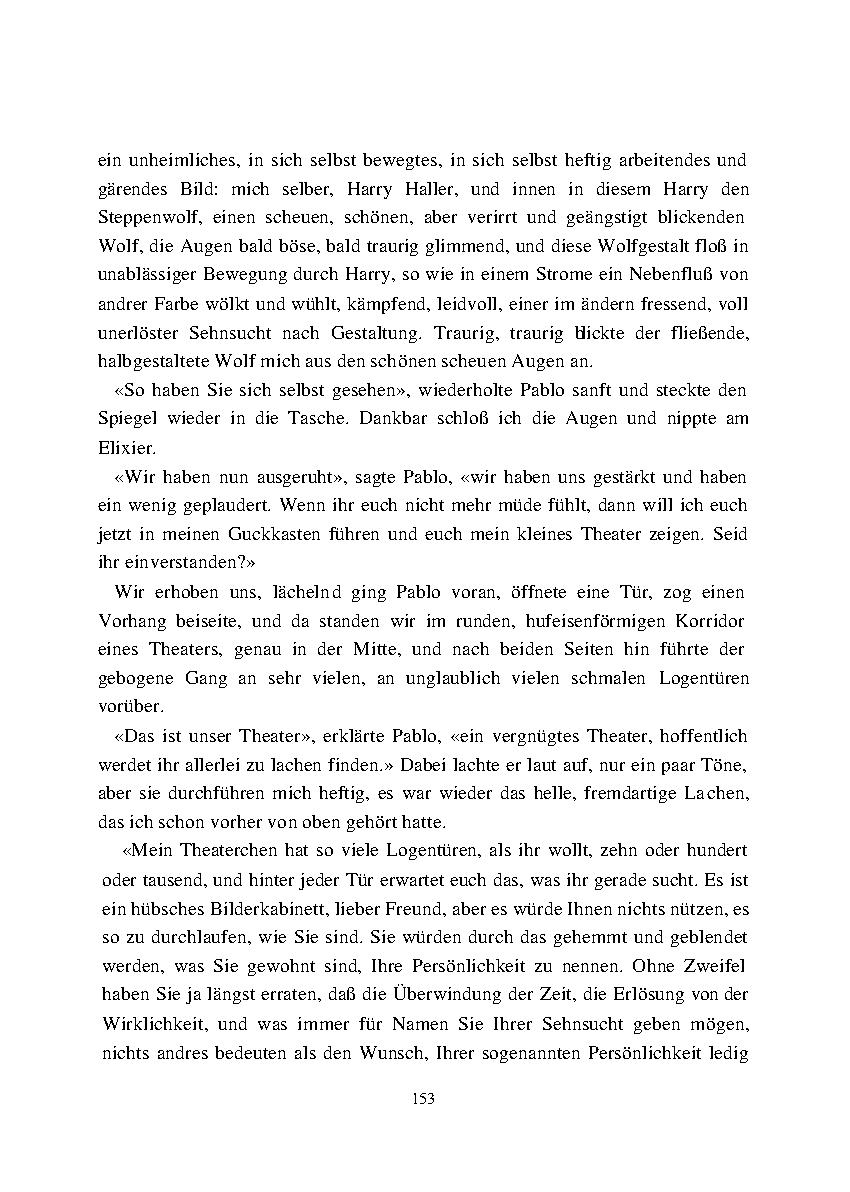 ein unheimliches, in sich selbst bewegtes, in sich selbst heftig arbeitendes und
gärendes Bild: mich selber, Harry Haller, und innen in diesem Harry den
Steppenwolf, einen scheuen, schönen, aber verirrt und geängstigt blickenden
Wolf, die Augen bald böse, bald traurig glimmend, und diese Wolfgestalt floß in
unablässiger Bewegung durch Harry, so wie in einem Strome ein Nebenfluß von
andrer Farbe wölkt und wühlt, kämpfend, leidvoll, einer im ändern fressend, voll
unerlöster Sehnsucht nach Gestaltung. Traurig, traurig blickte der fließende,
halbgestaltete Wolf mich aus den schönen scheuen Augen an.
«So haben Sie sich selbst gesehen», wiederholte Pablo sanft und steckte den
Spiegel wieder in die Tasche. Dankbar schloß ich die Augen und nippte am
Elixier.
«Wir haben nun ausgeruht», sagte Pablo, «wir haben uns gestärkt und haben
ein wenig geplaudert. Wenn ihr euch nicht mehr müde fühlt, dann will ich euch
jetzt in meinen Guckkasten führen und euch mein kleines Theater zeigen. Seid
ihr einverstanden?»
Wir erhoben uns, lächelnd ging Pablo voran, öffnete eine Tür, zog einen
Vorhang beiseite, und da standen wir im runden, hufeisenförmigen Korridor
eines Theaters, genau in der Mitte, und nach beiden Seiten hin führte der
gebogene Gang an sehr vielen, an unglaublich vielen schmalen Logentüren
vorüber.
«Das ist unser Theater», erklärte Pablo, «ein vergnügtes Theater, hoffentlich
werdet ihr allerlei zu lachen finden.» Dabei lachte er laut auf, nur ein paar Töne,
aber sie durchführen mich heftig, es war wieder das helle, fremdartige Lachen,
das ich schon vorher von oben gehört hatte.
«Mein Theaterchen hat so viele Logentüren, als ihr wollt, zehn oder hundert
oder tausend, und hinter jeder Tür erwartet euch das, was ihr gerade sucht. Es ist
ein hübsches Bilderkabinett, lieber Freund, aber es würde Ihnen nichts nützen, es
so zu durchlaufen, wie Sie sind. Sie würden durch das gehemmt und geblendet
werden, was Sie gewohnt sind, Ihre Persönlichkeit zu nennen. Ohne Zweifel
haben Sie ja längst erraten, daß die Überwindung der Zeit, die Erlösung von der
Wirklichkeit, und was immer für Namen Sie Ihrer Sehnsucht geben mögen,
nichts andres bedeuten als den Wunsch, Ihrer sogenannten Persönlichkeit ledig
153